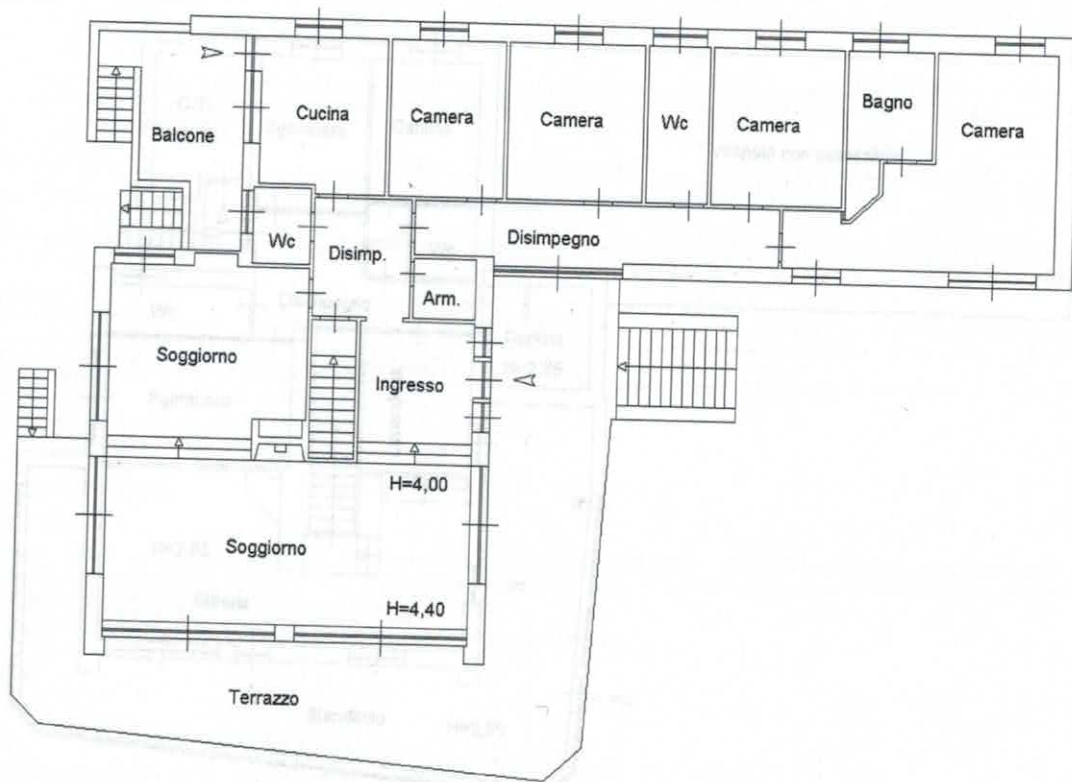 Cucina
Camera
Camera
Wc
Camera
Bagno
Camera
Balcone
Wc
Disimp.
Disimpegno
Arm.
Soggiorno
Ingresso
H=4,00
Soggiorno
H=4,40
Terrazzo